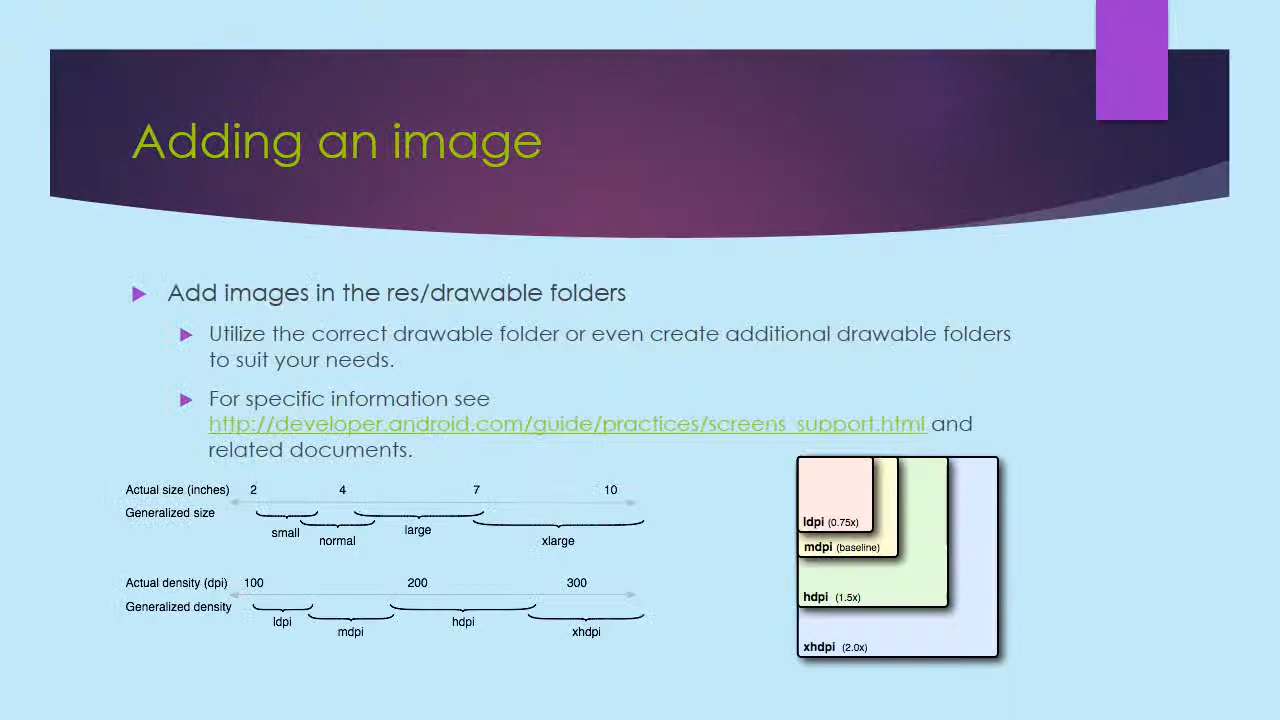 Adding an image
Add images in the res/drawable folders
Utilize the correct drawable folder or even create additional drawable folders
to suit your needs.
For specific information see
http://developer.android.com/guide/practices/screens_support.html and
related documents.
Actual size (inches) 2 4 7 10
Generalized size
small normal large xlarge
Actual density (dpi) 100 200 300
Generalized density
ldpi mdpi hdpi xhdpi
ldpi (0.75x)
mdpi (baseline)
hdpi (1.5x)
xhdpi (2.0x)